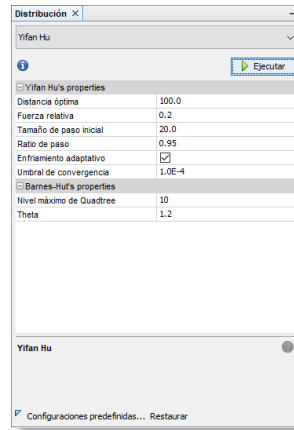 Distribución
Yifan Hu
Ejecutar
Yifan Hu's properties
Distancia óptima 100.0
Fuerza relativa 0.2
Tamaño de paso inicial 20.0
Ratio de paso 0.95
Enfriamiento adaptativo
Umbral de convergencia 1.0E-4
Barnes-Hut's properties
Nivel máximo de Quadtree 10
Theta 1.2
Yifan Hu
Configuraciones predefinidas... Restaurar